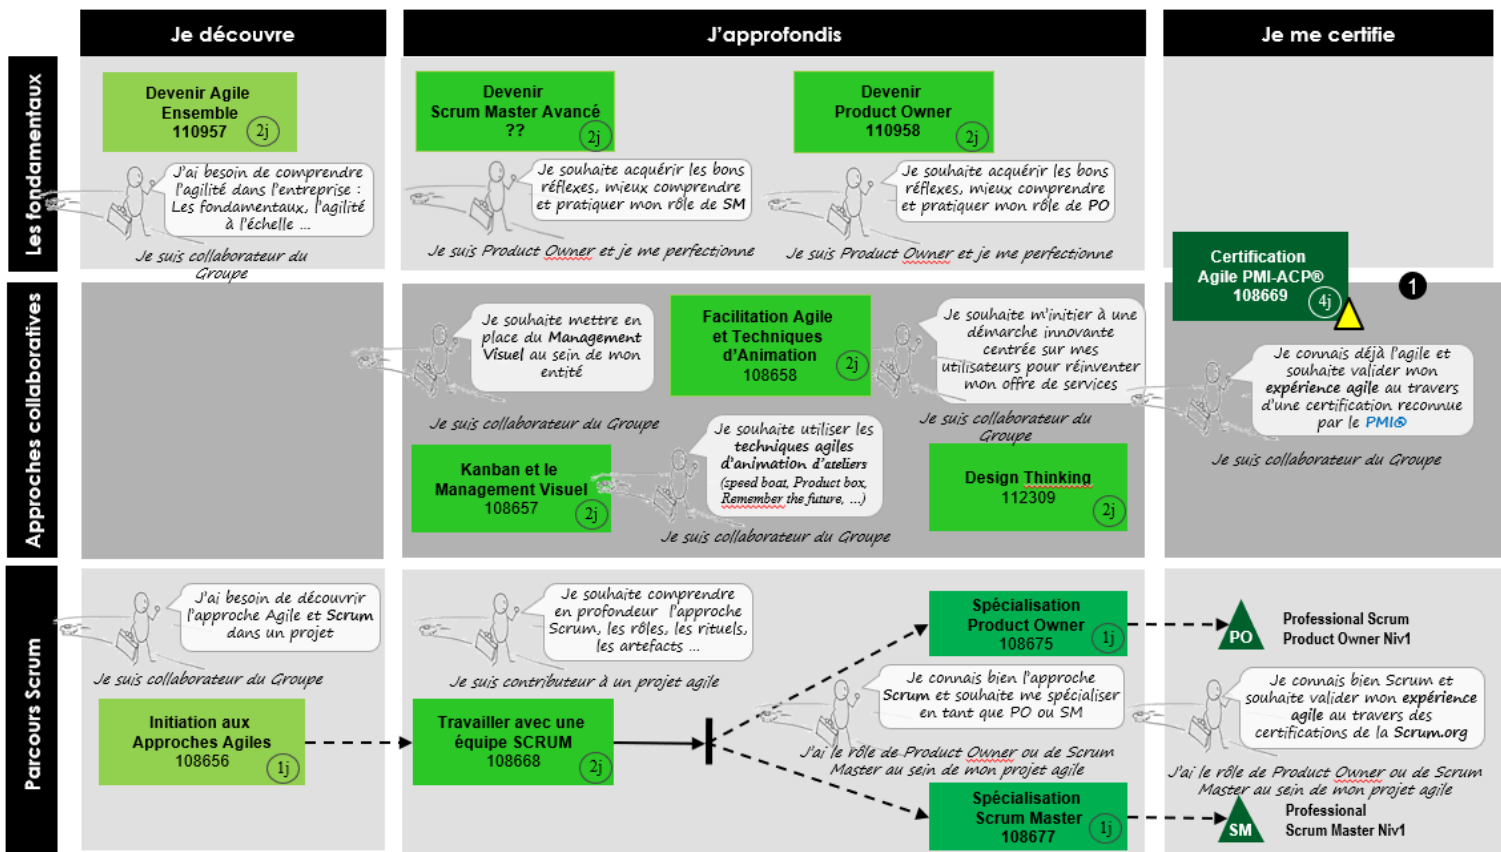 Je découvre
J'approfondis
Je me certifie
Les fondamentaux
Devenir Agile
Ensemble
110957
2j
J'ai besoin de comprendre
l'agilité dans l'entreprise :
Les fondamentaux, l'agilité
à l'échelle ...
Je suis collaborateur du
Groupe
Devenir
Scrum Master Avancé
??
2j
Je souhaite acquérir les bons
réflexes, mieux comprendre
et pratiquer mon rôle de SM
Je suis Product Owner et je me perfectionne
Devenir
Product Owner
110958
2j
Je souhaite acquérir les bons
réflexes, mieux comprendre
et pratiquer mon rôle de PO
Je suis Product Owner et je me perfectionne
Certification
Agile PMI-ACP®
108669
4j
1
Approches collaboratives
Je souhaite mettre en
place du Management
Visuel au sein de mon
entité
Je suis collaborateur du Groupe
Kanban et le
Management Visuel
108657
2j
Facilitation Agile
et Techniques
d'Animation
108658
2j
Je souhaite utiliser les
techniques agiles
d'animation d'ateliers
(speed boat, Product box,
Remember the future, ...)
Je suis collaborateur du Groupe
Je souhaite m'initier à une
démarche innovante
centrée sur mes
utilisateurs pour réinventer
mon offre de services
Je suis collaborateur du
Groupe
Design Thinking
112309
2j
Je connais déjà l'agile et
souhaite valider mon
expérience agile au travers
d'une certification reconnue
par le PMI®
Je suis collaborateur du Groupe
Parcours Scrum
J'ai besoin de découvrir
l'approche Agile et Scrum
dans un projet
Je suis collaborateur du Groupe
Initiation aux
Approches Agiles
108656
1j
Je souhaite comprendre
en profondeur l'approche
Scrum, les rôles, les rituels,
les artefacts ...
Je suis contributeur à un projet agile
Travailler avec une
équipe SCRUM
108668
2j
Spécialisation
Product Owner
108675
1j
Je connais bien l'approche
Scrum et souhaite me spécialiser
en tant que PO ou SM
J'ai le rôle de Product Owner ou de Scrum
Master au sein de mon projet agile
Spécialisation
Scrum Master
108677
1j
PO
Professional Scrum
Product Owner Niv1
Je connais bien Scrum et
souhaite valider mon expérience
agile au travers des
certifications de la Scrum.org
J'ai le rôle de Product Owner ou de Scrum
Master au sein de mon projet agile
SM
Professional
Scrum Master Niv1